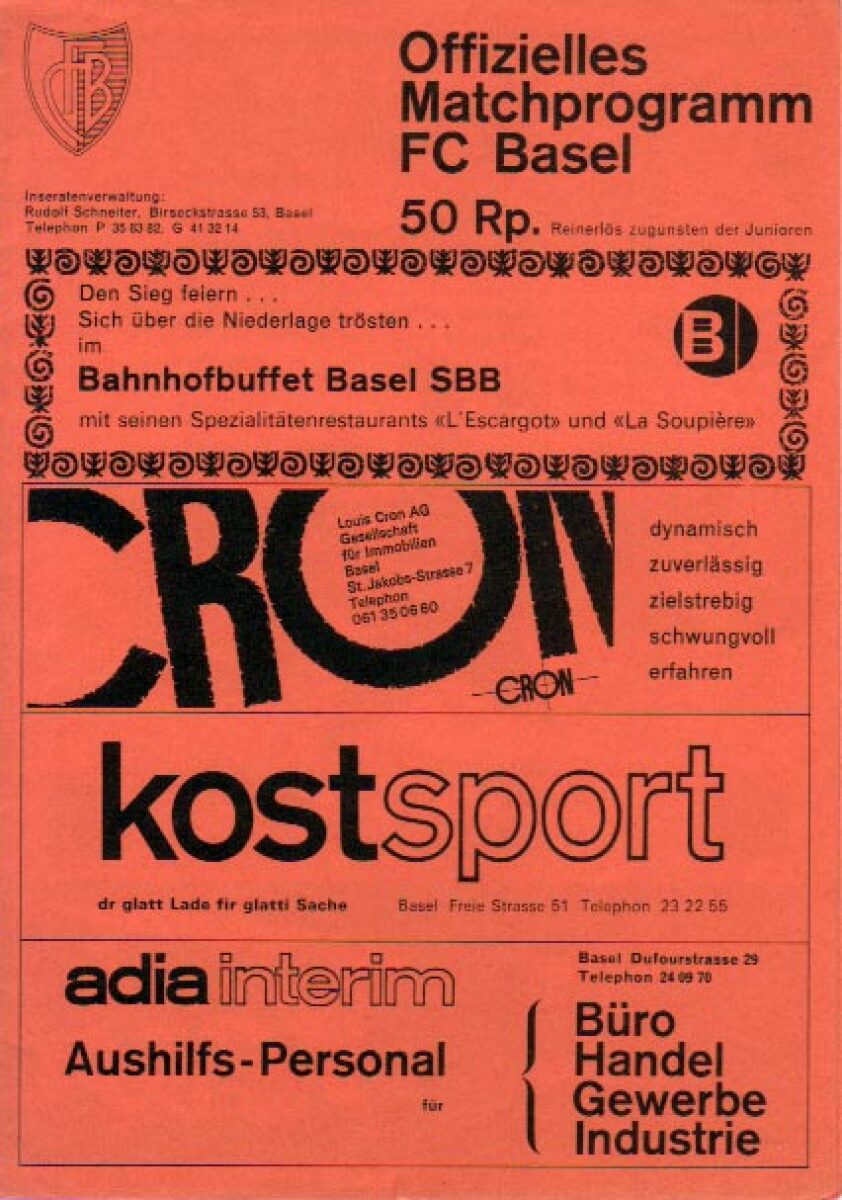 FCB
Offizielles
Matchprogramm
FC Basel
50 Rp. Reinerlös zugunsten der Junioren
Inseratenverwaltung:
Rudolf Schneiter, Birseckstrasse 53, Basel
Telephon P 35 83 82, G 41 32 14
Den Sieg feiern . . .
Sich über die Niederlage trösten . . .
im
Bahnhofbuffet Basel SBB
mit seinen Spezialitätenrestaurants «L'Escargot» und «La Soupière»
B
CRON
Louis Cron AG
Gesellschaft
für Immobilien
Basel
St. Jakobs-Strasse 7
Telephon
061 35 06 60
CRON
dynamisch
zuverlässig
zielstrebig
schwungvoll
erfahren
kostsport
dr glatt Lade fir glatti Sache
Basel Freie Strasse 51 Telephon 23 22 55
adia interim
Basel Dufourstrasse 29
Telephon 24 09 70
Aushilfs-Personal
für
Büro
Handel
Gewerbe
Industrie